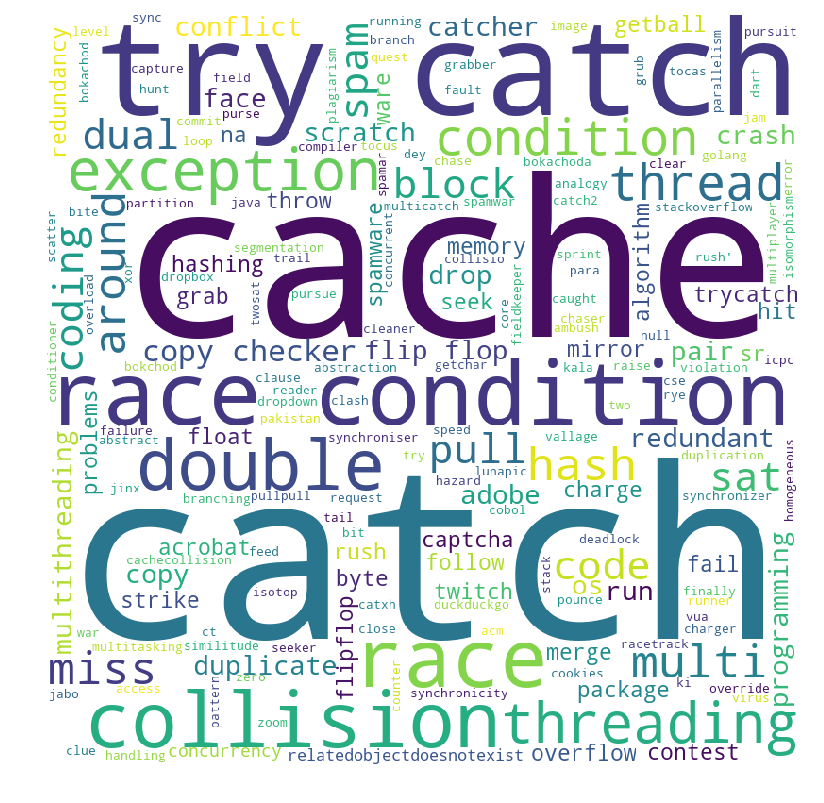 sync
conflict
catcher
running
image
getball
pursuit
level
try catch
branch
bokachod
redundancy
capture
field
spam
plagiarism
grabber
quest
grub
tocas
parallelism
dart
hunt
face
purse
ware
fault
commit
jam
dual
na
scratch
condition
crash
loop
compiler
tocus
dey
chase
bokachoda
clear
golang
exception
spamar
block
analogy
thread
partition
java
throw
multicatch
spamwar
catch2
stackoverflow
scatter
bite
around
cache
xor
segmentation
spamware
concurrent
memory
collisio
sprint
algorithm
rush'
multiplayer
isomorphismerror
hashing
trail
drop
para
coding
overload
dropbox
grab
twosat
pursue
seek
core
fieldkeeper
caught
trycatch
chaser
hit
cleaner
ambush
null
conditioner
copy checker
flip flop
mirror
pair
sr
icpc
bokchod
abstraction
getchar
kala
raise
violation
race condition
clause
reader
dropdown
clash
cse
rye
two
pakistan
failure
abstract
float
synchroniser
speed
vallage
redundant
problems
double
try
pull
lunapic
hash
duplication
sat
homogeneous
multithreading
jinx
branching
pullpull
request
hazard
adobe
charge
synchronizer
catch
tail
cobol
bit
captcha
deadlock
acrobat
feed
rush
follow
code
fail
cachecollision
stack
copy
isotop
byte
twitch
os
run
finally
programming
strike
catxh
duckduckgo
pounce
runner
war
ct
close
acm
vua
charger
multitasking
similitude
seeker
race
merge
racetrack
miss
duplicate
flipflop
cookies
multi
jabo
access
pattern
zero
counter
synchronicity
package
ki
override
virus
collision
zoom
threading
clue
handling
concurrency
relatedobjectdoesnotexist
overflow
contest